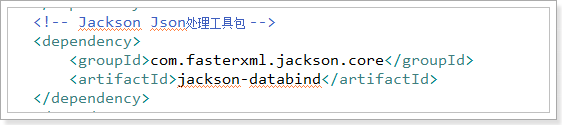 <!-- Jackson Json处理工具包 -->
<dependency>
<groupId>com.fasterxml.jackson.core</groupId>
<artifactId>jackson-databind</artifactId>
</dependency>